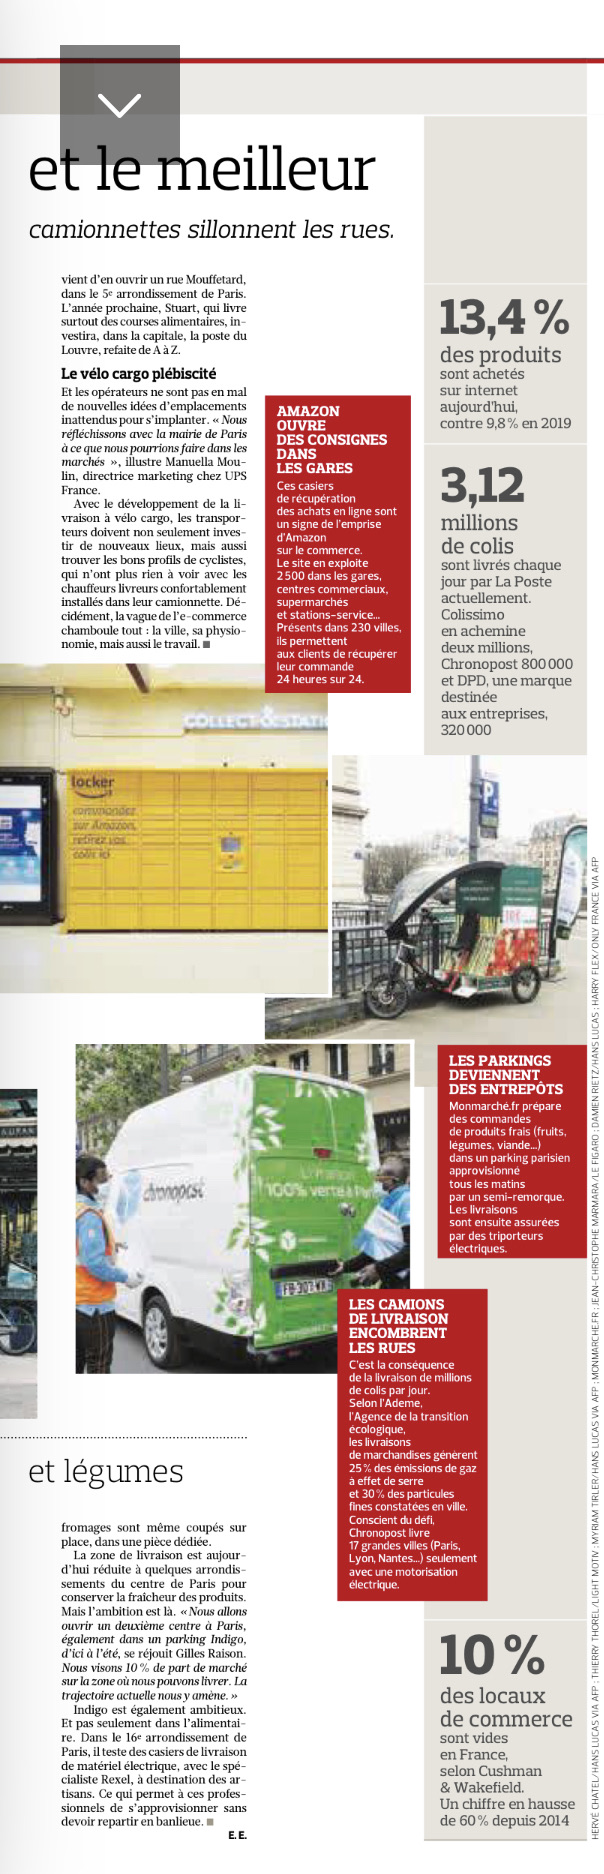 et le meilleur
camionnettes sillonnent les rues.
vient d'en ouvrir un rue Mouffetard,
dans le 5e arrondissement de Paris.
L'année prochaine, Stuart, qui livre
surtout des courses alimentaires, in-
vestira, dans la capitale, la poste du
Louvre, refaite de A à Z.
Le vélo cargo plébiscité
Et les opérateurs ne sont pas en mal
de nouvelles idées d'emplacements
inattendus pour s'implanter. « Nous
réfléchissons avec la mairie de Paris
à ce que nous pourrions faire dans les
marchés », illustre Manuella Mou-
lin, directrice marketing chez UPS
France.
Avec le développement de la li-
vraison à vélo cargo, les transpor-
teurs doivent non seulement inves-
tir de nouveaux lieux, mais aussi
trouver les bons profils de cyclistes,
qui n'ont plus rien à voir avec les
chauffeurs livreurs confortablement
installés dans leur camionnette. Dé-
cidément, la vague de l'e-commerce
chamboule tout : la ville, sa physio-
nomie, mais aussi le travail. ■
AMAZON
OUVRE
DES CONSIGNES
DANS
LES GARES
Ces casiers
de récupération
des achats en ligne sont
un signe de l'emprise
d'Amazon
sur le commerce.
Le site en exploite
2 500 dans les gares,
centres commerciaux,
supermarchés
et stations-service...
Présents dans 230 villes,
ils permettent
aux clients de récupérer
leur commande
24 heures sur 24.
13,4 %
des produits
sont achetés
sur internet
aujourd'hui,
contre 9,8 % en 2019
3,12
millions
de colis
sont livrés chaque
jour par La Poste
actuellement.
Colissimo
en achemine
deux millions,
Chronopost 800 000
et DPD, une marque
destinée
aux entreprises,
320 000
COLLECT & STATION
locker
commander
sur Amazon,
retirez vos
colis ici
P
LES PARKINGS
DEVIENNENT
DES ENTREPÔTS
Monmarché.fr prépare
des commandes
de produits frais (fruits,
légumes, viande...)
dans un parking parisien
approvisionné
tous les matins
par un semi-remorque.
Les livraisons
sont ensuite assurées
par des triporteurs
électriques.
chronopost
100% verte à Paris
LES CAMIONS
DE LIVRAISON
ENCOMBRENT
LES RUES
C'est la conséquence
de la livraison de millions
de colis par jour.
Selon l'Ademe,
l'Agence de la transition
écologique,
les livraisons
de marchandises génèrent
25 % des émissions de gaz
à effet de serre
et 30 % des particules
fines constatées en ville.
Conscient du défi,
Chronopost livre
17 grandes villes (Paris,
Lyon, Nantes...) seulement
avec une motorisation
électrique.
et légumes
fromages sont même coupés sur
place, dans une pièce dédiée.
La zone de livraison est aujour-
d'hui réduite à quelques arrondis-
sements du centre de Paris pour
conserver la fraîcheur des produits.
Mais l'ambition est là. « Nous allons
ouvrir un deuxième centre à Paris,
également dans un parking Indigo,
d'ici à l'été, se réjouit Gilles Raison.
Nous visons 10 % de part de marché
sur la zone où nous pouvons livrer. La
trajectoire actuelle nous y amène. »
Indigo est également ambitieux.
Et pas seulement dans l'alimentai-
re. Dans le 16e arrondissement de
Paris, il teste des casiers de livraison
de matériel électrique, avec le spé-
cialiste Rexel, à destination des ar-
tisans. Ce qui permet à ces profes-
sionnels de s'approvisionner sans
devoir repartir en banlieue. ■
E. E.
10 %
des locaux
de commerce
sont vides
en France,
selon Cushman
& Wakefield.
Un chiffre en hausse
de 60 % depuis 2014
HERVÉ CHATEL/HANS LUCAS VIA AFP ; THIERRY THOREL/LIGHT MOTIV ; MYRIAM TIRLER/HANS LUCAS VIA AFP ; MONMARCHE.FR ; JEAN-CHRISTOPHE MARMARA/LE FIGARO ; DAMIEN RIETZ/HANS LUCAS ; HARRY FLEX/ONLY FRANCE VIA AFP